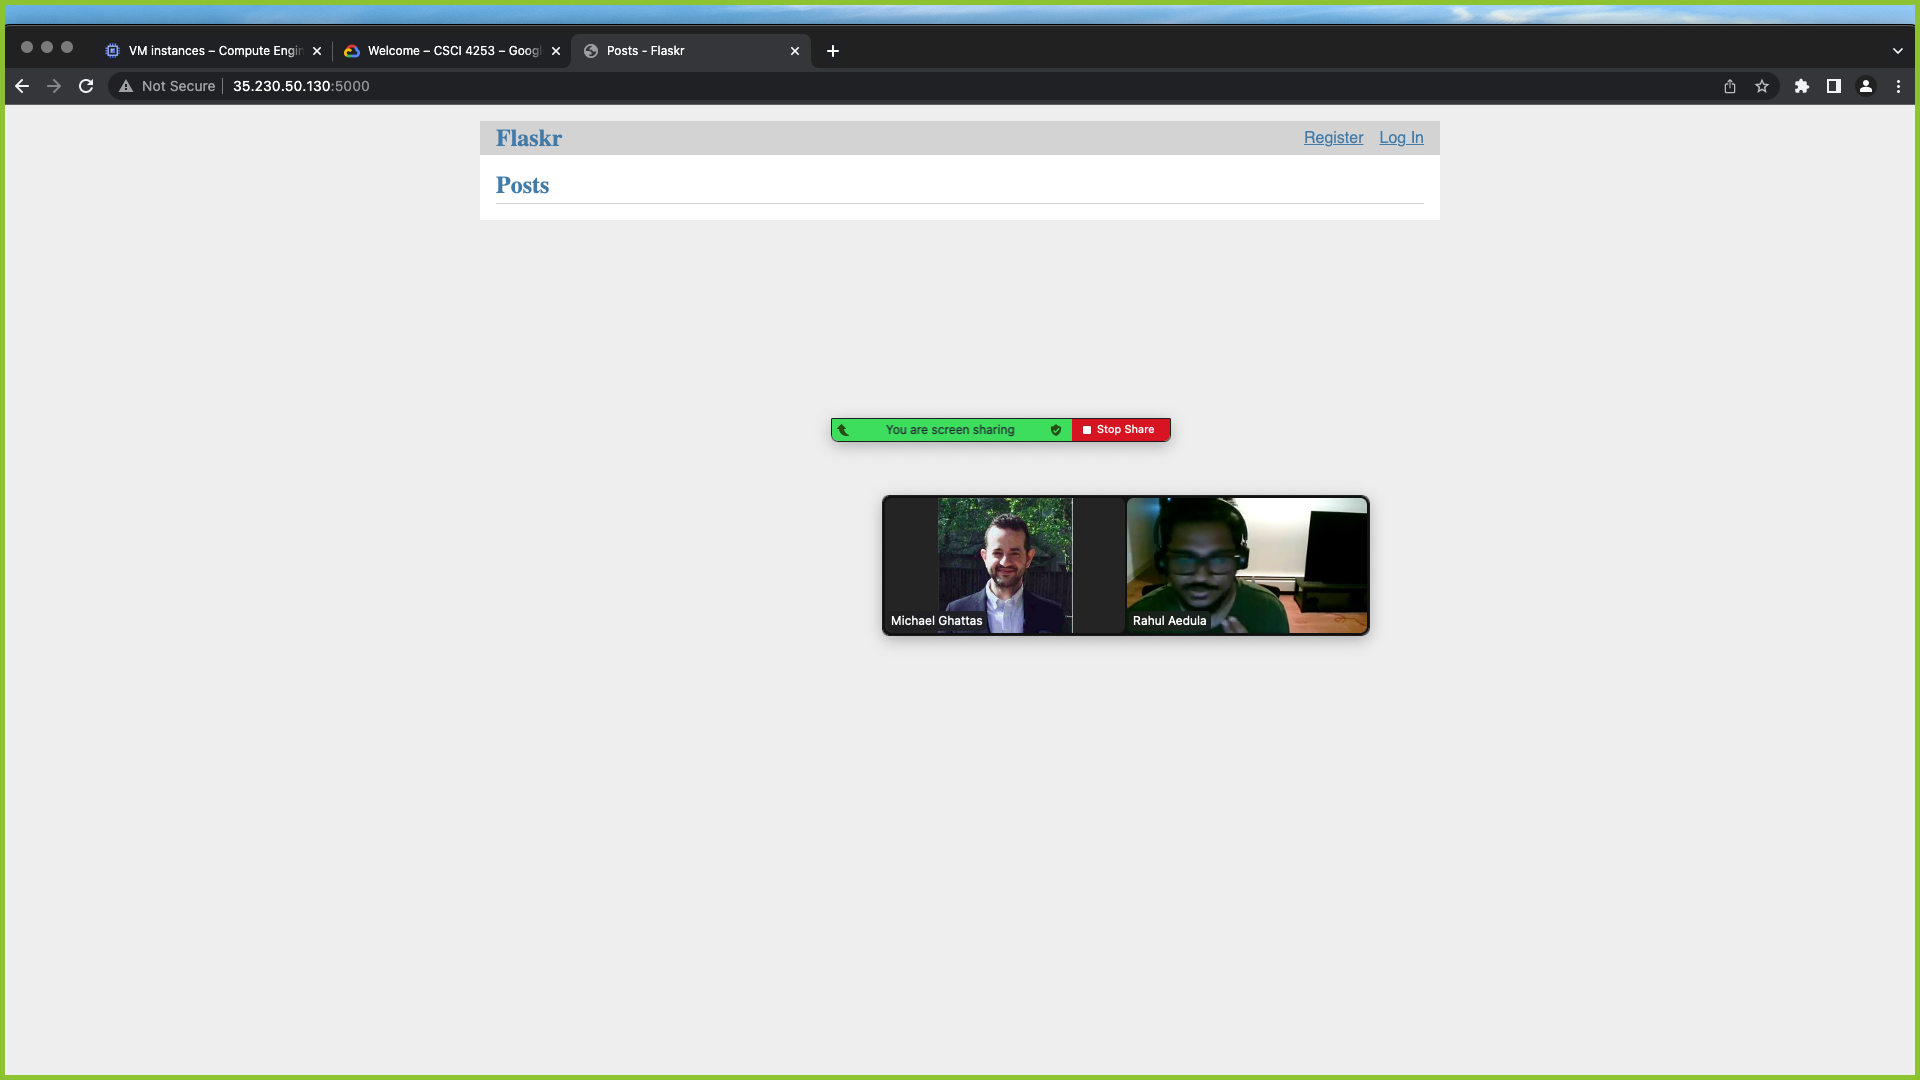 VM instances – Compute Engin
Welcome – CSCI 4253 – Googl
Posts - Flaskr
Not Secure
35.230.50.130:5000
Flaskr
Register
Log In
Posts
You are screen sharing
Stop Share
Michael Ghattas
Rahul Aedula